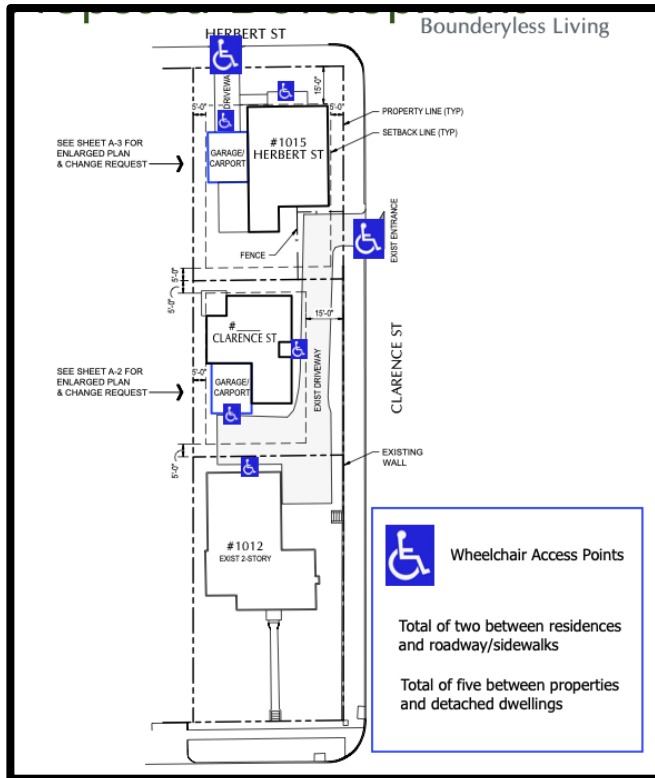 Bounderyless Living
HERBERT ST
DRIVEWAY
15'-0"
5'-0"
5'-0"
PROPERTY LINE (TYP)
SETBACK LINE (TYP)
SEE SHEET A-3 FOR
ENLARGED PLAN
& CHANGE REQUEST
GARAGE/
CARPORT
#1015
HERBERT ST
EXIST ENTRANCE
FENCE
5'-0"
15'-0"
#___
CLARENCE ST
CLARENCE ST
EXIST DRIVEWAY
SEE SHEET A-2 FOR
ENLARGED PLAN
& CHANGE REQUEST
5'-0"
GARAGE/
CARPORT
5'-0"
EXISTING
WALL
#1012
EXIST 2-STORY
Wheelchair Access Points
Total of two between residences
and roadway/sidewalks
Total of five between properties
and detached dwellings